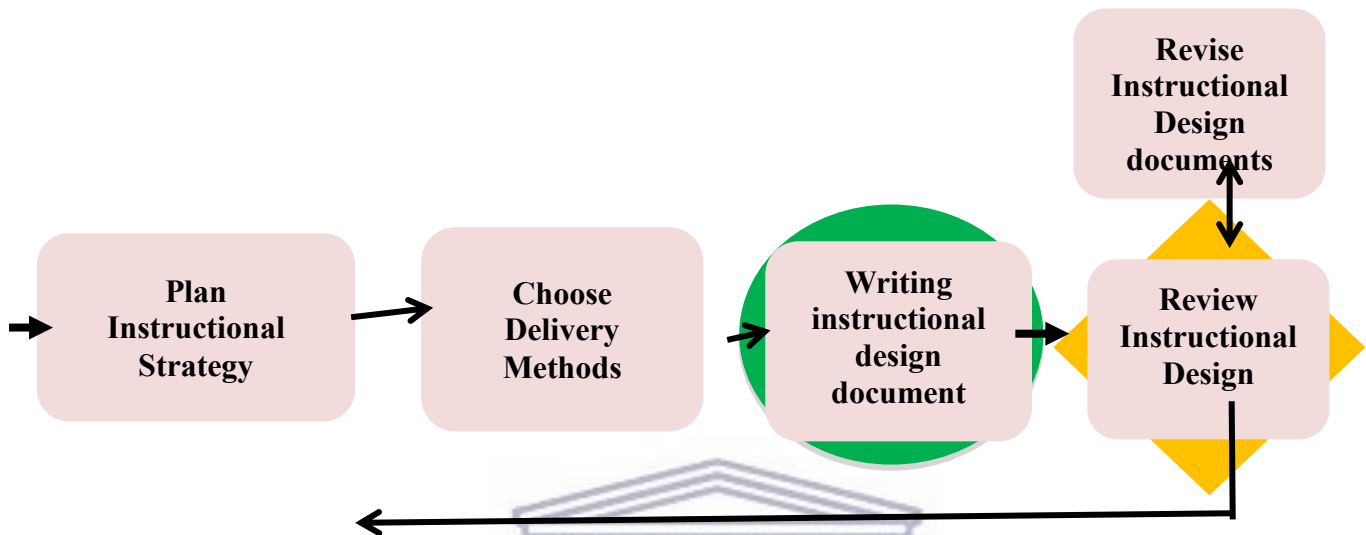 Plan
Instructional
Strategy
Choose
Delivery
Methods
Writing
instructional
design
document
Review
Instructional
Design
Revise
Instructional
Design
documents